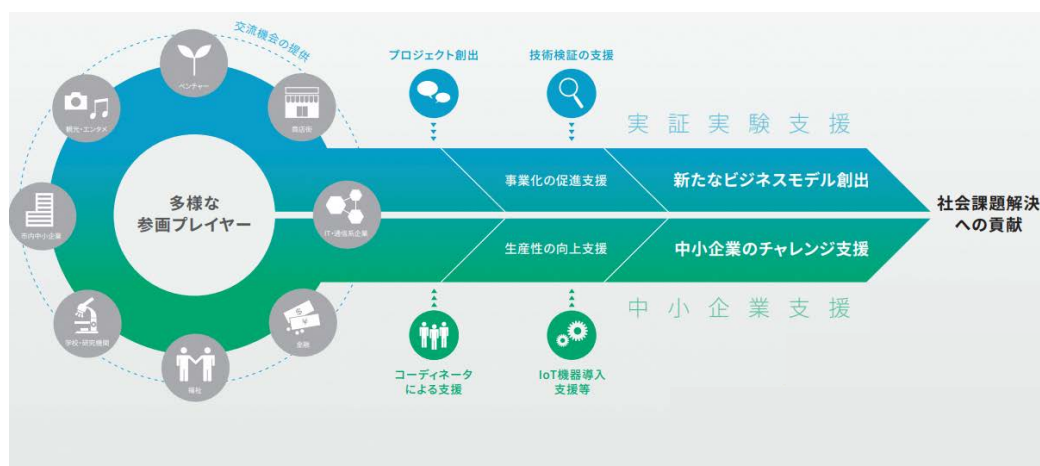 交流機会の提供
ベンチャー
観光・エンタメ
商店街
市内中小企業
多様な
参画プレイヤー
IT・通信系企業
学校・研究機関
福祉
金融
プロジェクト創出
技術検証の支援
実証実験支援
事業化の促進支援
新たなビジネスモデル創出
生産性の向上支援
中小企業のチャレンジ支援
社会課題解決
への貢献
中小企業支援
コーディネータ
による支援
IoT機器導入
支援等